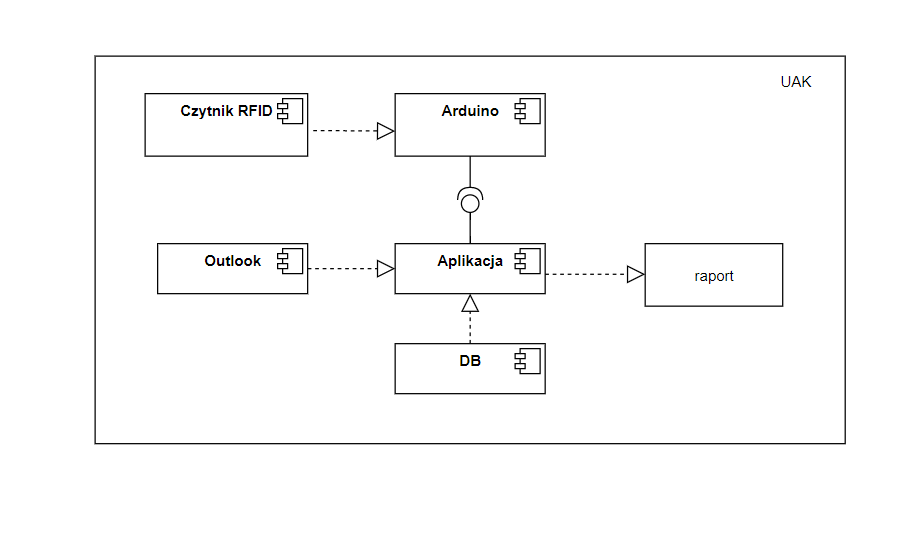 UAK
Czytnik RFID
Arduino
Outlook
Aplikacja
raport
DB